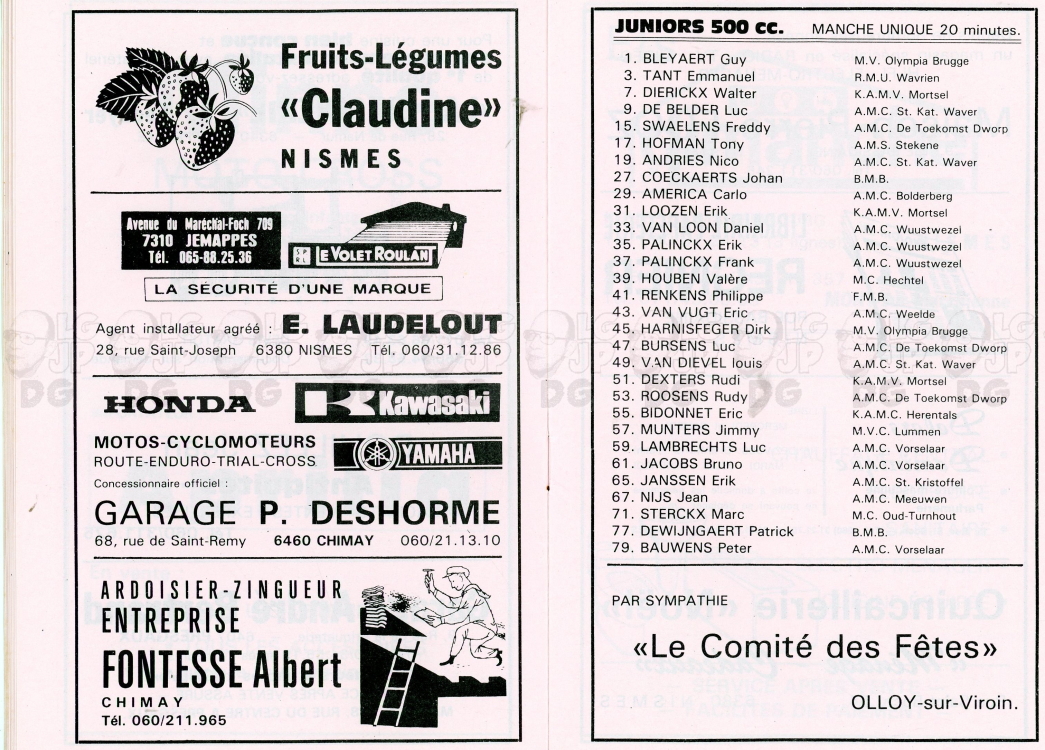 Fruits-Légumes
«Claudine»
NISMES
Avenue du Maréchal-Foch 709
7310 JEMAPPES
Tél. 065-88.25.36
LE VOLET ROULANT
LA SÉCURITÉ D'UNE MARQUE
Agent installateur agréé : E. LAUDELOUT
28, rue Saint-Joseph 6380 NISMES Tél. 060/31.12.86
HONDA Kawasaki
MOTOS-CYCLOMOTEURS
ROUTE-ENDURO-TRIAL-CROSS
YAMAHA
Concessionnaire officiel :
GARAGE P. DESHORME
68, rue de Saint-Remy 6460 CHIMAY 060/21.13.10
ARDOISIER-ZINGUEUR
ENTREPRISE
FONTESSE Albert
CHIMAY
Tél. 060/211.965
JUNIORS 500 cc. MANCHE UNIQUE 20 minutes.
1. BLEYAERT Guy M.V. Olympia Brugge
3. TANT Emmanuel R.M.U. Wavrien
7. DIERICKX Walter K.A.M.V. Mortsel
9. DE BELDER Luc A.M.C. St. Kat. Waver
15. SWAELENS Freddy A.M.C. De Toekomst Dworp
17. HOFMAN Tony A.M.S. Stekene
19. ANDRIES Nico A.M.C. St. Kat. Waver
27. COECKAERTS Johan B.M.B.
29. AMERICA Carlo A.M.C. Bolderberg
31. LOOZEN Erik K.A.M.V. Mortsel
33. VAN LOON Daniel A.M.C. Wuustwezel
35. PALINCKX Erik A.M.C. Wuustwezel
37. PALINCKX Frank A.M.C. Wuustwezel
39. HOUBEN Valère M.C. Hechtel
41. RENKENS Philippe F.M.B.
43. VAN VUGT Eric A.M.C. Weelde
45. HARNISFEGER Dirk M.V. Olympia Brugge
47. BURSENS Luc A.M.C. De Toekomst Dworp
49. VAN DIEVEL louis A.M.C. St. Kat. Waver
51. DEXTERS Rudi K.A.M.V. Mortsel
53. ROOSENS Rudy A.M.C. De Toekomst Dworp
55. BIDONNET Eric K.A.M.C. Herentals
57. MUNTERS Jimmy M.V.C. Lummen
59. LAMBRECHTS Luc A.M.C. Vorselaar
61. JACOBS Bruno A.M.C. Vorselaar
65. JANSSEN Erik A.M.C. St. Kristoffel
67. NIJS Jean A.M.C. Meeuwen
71. STERCKX Marc M.C. Oud-Turnhout
77. DEWIJNGAERT Patrick B.M.B.
79. BAUWENS Peter A.M.C. Vorselaar
PAR SYMPATHIE
«Le Comité des Fêtes»
OLLOY-sur-Viroin.